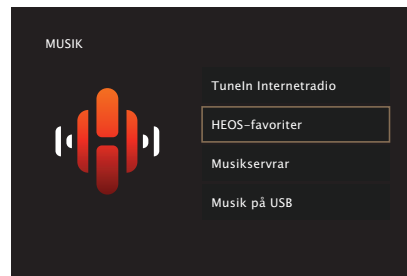 MUSIK
TuneIn Internetradio
HEOS-favoriter
Musikservrar
Musik på USB